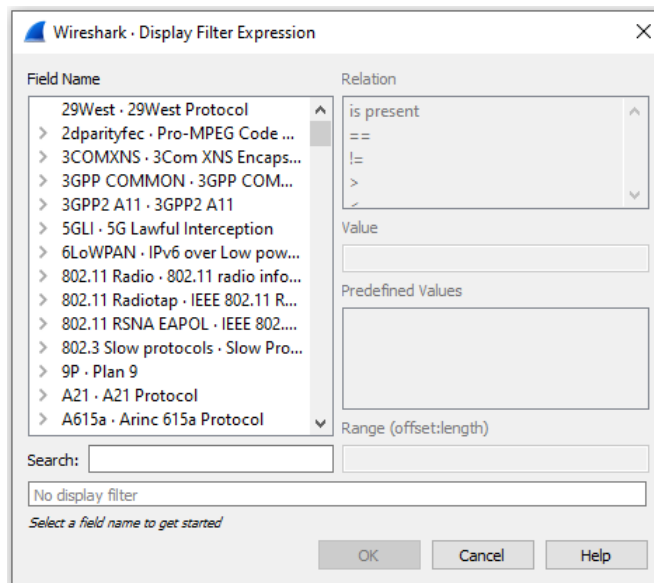 Wireshark · Display Filter Expression
Field Name
29West · 29West Protocol
2dparityfec · Pro-MPEG Code ...
3COMXNS · 3Com XNS Encaps...
3GPP COMMON · 3GPP COM...
3GPP2 A11 · 3GPP2 A11
5GLI · 5G Lawful Interception
6LoWPAN · IPv6 over Low pow...
802.11 Radio · 802.11 radio info...
802.11 Radiotap · IEEE 802.11 R...
802.11 RSNA EAPOL · IEEE 802....
802.3 Slow protocols · Slow Pro...
9P · Plan 9
A21 · A21 Protocol
A615a · Arinc 615a Protocol
Search:
Relation
is present
==
!=
>
<
Value
Predefined Values
Range (offset:length)
No display filter
Select a field name to get started
OK
Cancel
Help